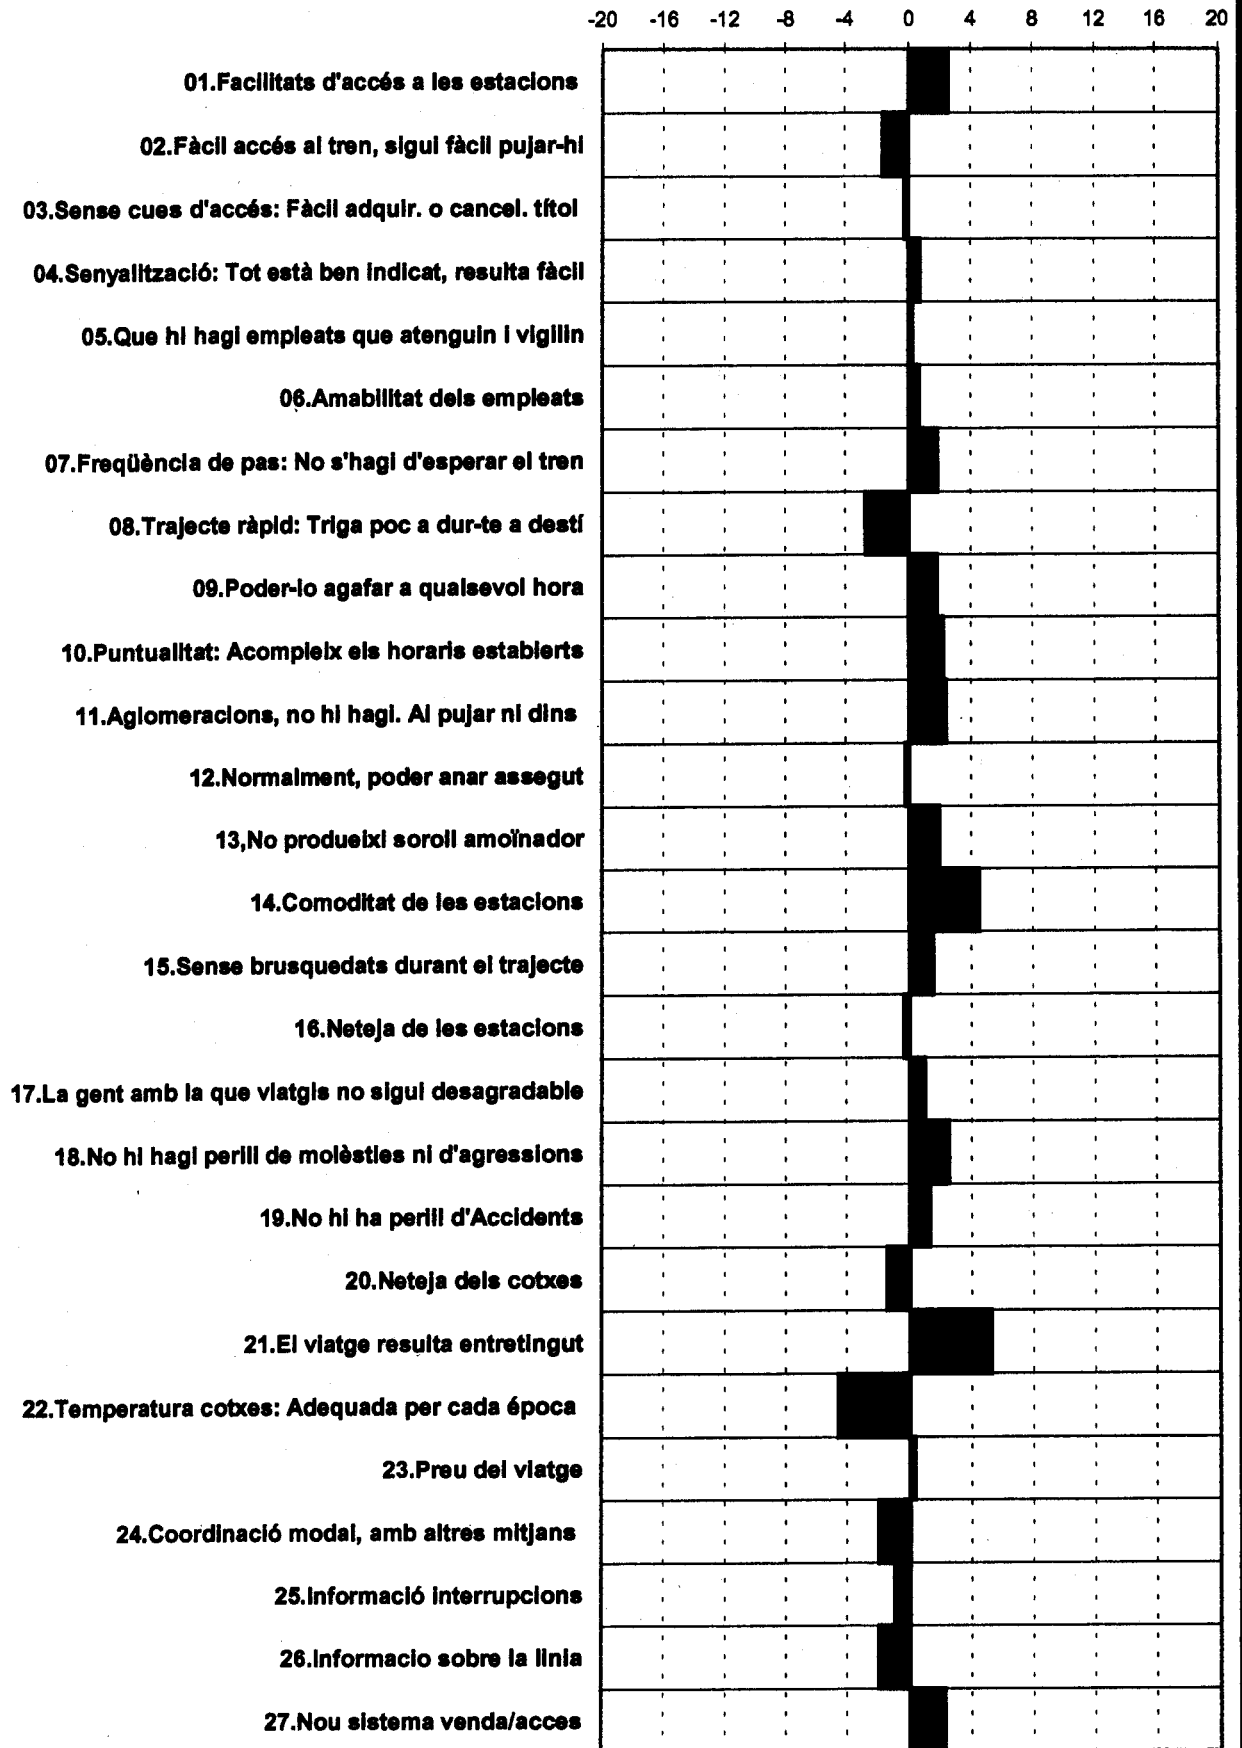 -20 -16 -12 -8 -4 0 4 8 12 16 20
01.Facilitats d'accés a les estacions
02.Fàcil accés al tren, sigui fàcil pujar-hi
03.Sense cues d'accés: Fàcil adquir. o cancel. títol
04.Senyalització: Tot està ben indicat, resulta fàcil
05.Que hi hagi empleats que atenguin i vigilin
06.Amabilitat dels empleats
07.Freqüència de pas: No s'hagi d'esperar el tren
08.Trajecte ràpid: Triga poc a dur-te a destí
09.Poder-lo agafar a qualsevol hora
10.Puntualitat: Acompleix els horaris establerts
11.Aglomeracions, no hi hagi. Al pujar ni dins
12.Normalment, poder anar assegut
13,No produeixi soroll amoïnador
14.Comoditat de les estacions
15.Sense brusquedats durant el trajecte
16.Neteja de les estacions
17.La gent amb la que viatgis no sigui desagradable
18.No hi hagi perill de molèsties ni d'agressions
19.No hi ha perill d'Accidents
20.Neteja dels cotxes
21.El viatge resulta entretingut
22.Temperatura cotxes: Adequada per cada época
23.Preu del viatge
24.Coordinació modal, amb altres mitjans
25.Informació interrupcions
26.Informacio sobre la linia
27.Nou sistema venda/acces